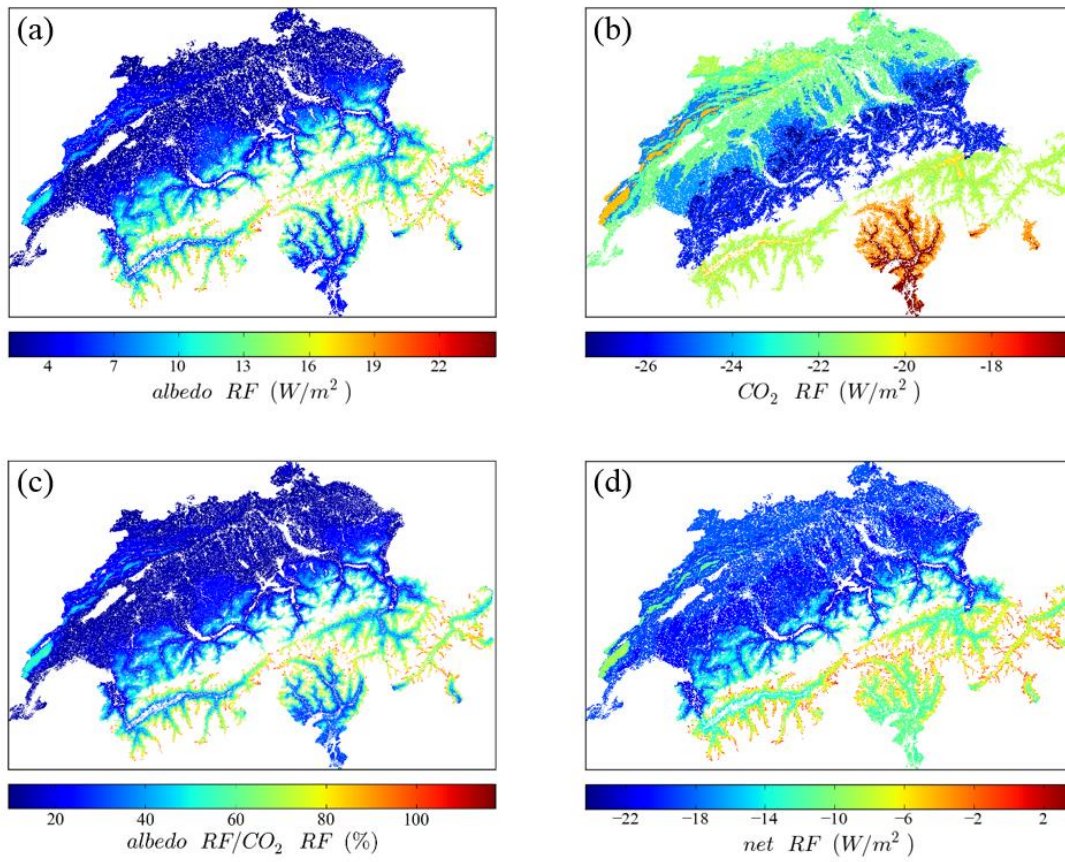 (a)
(b)
4 7 10 13 16 19 22
albedo RF (W/m²)
-26 -24 -22 -20 -18
CO₂ RF (W/m²)
(c)
(d)
20 40 60 80 100
albedo RF/CO₂ RF (%)
−22 −18 −14 −10 −6 −2 2
net RF (W/m²)